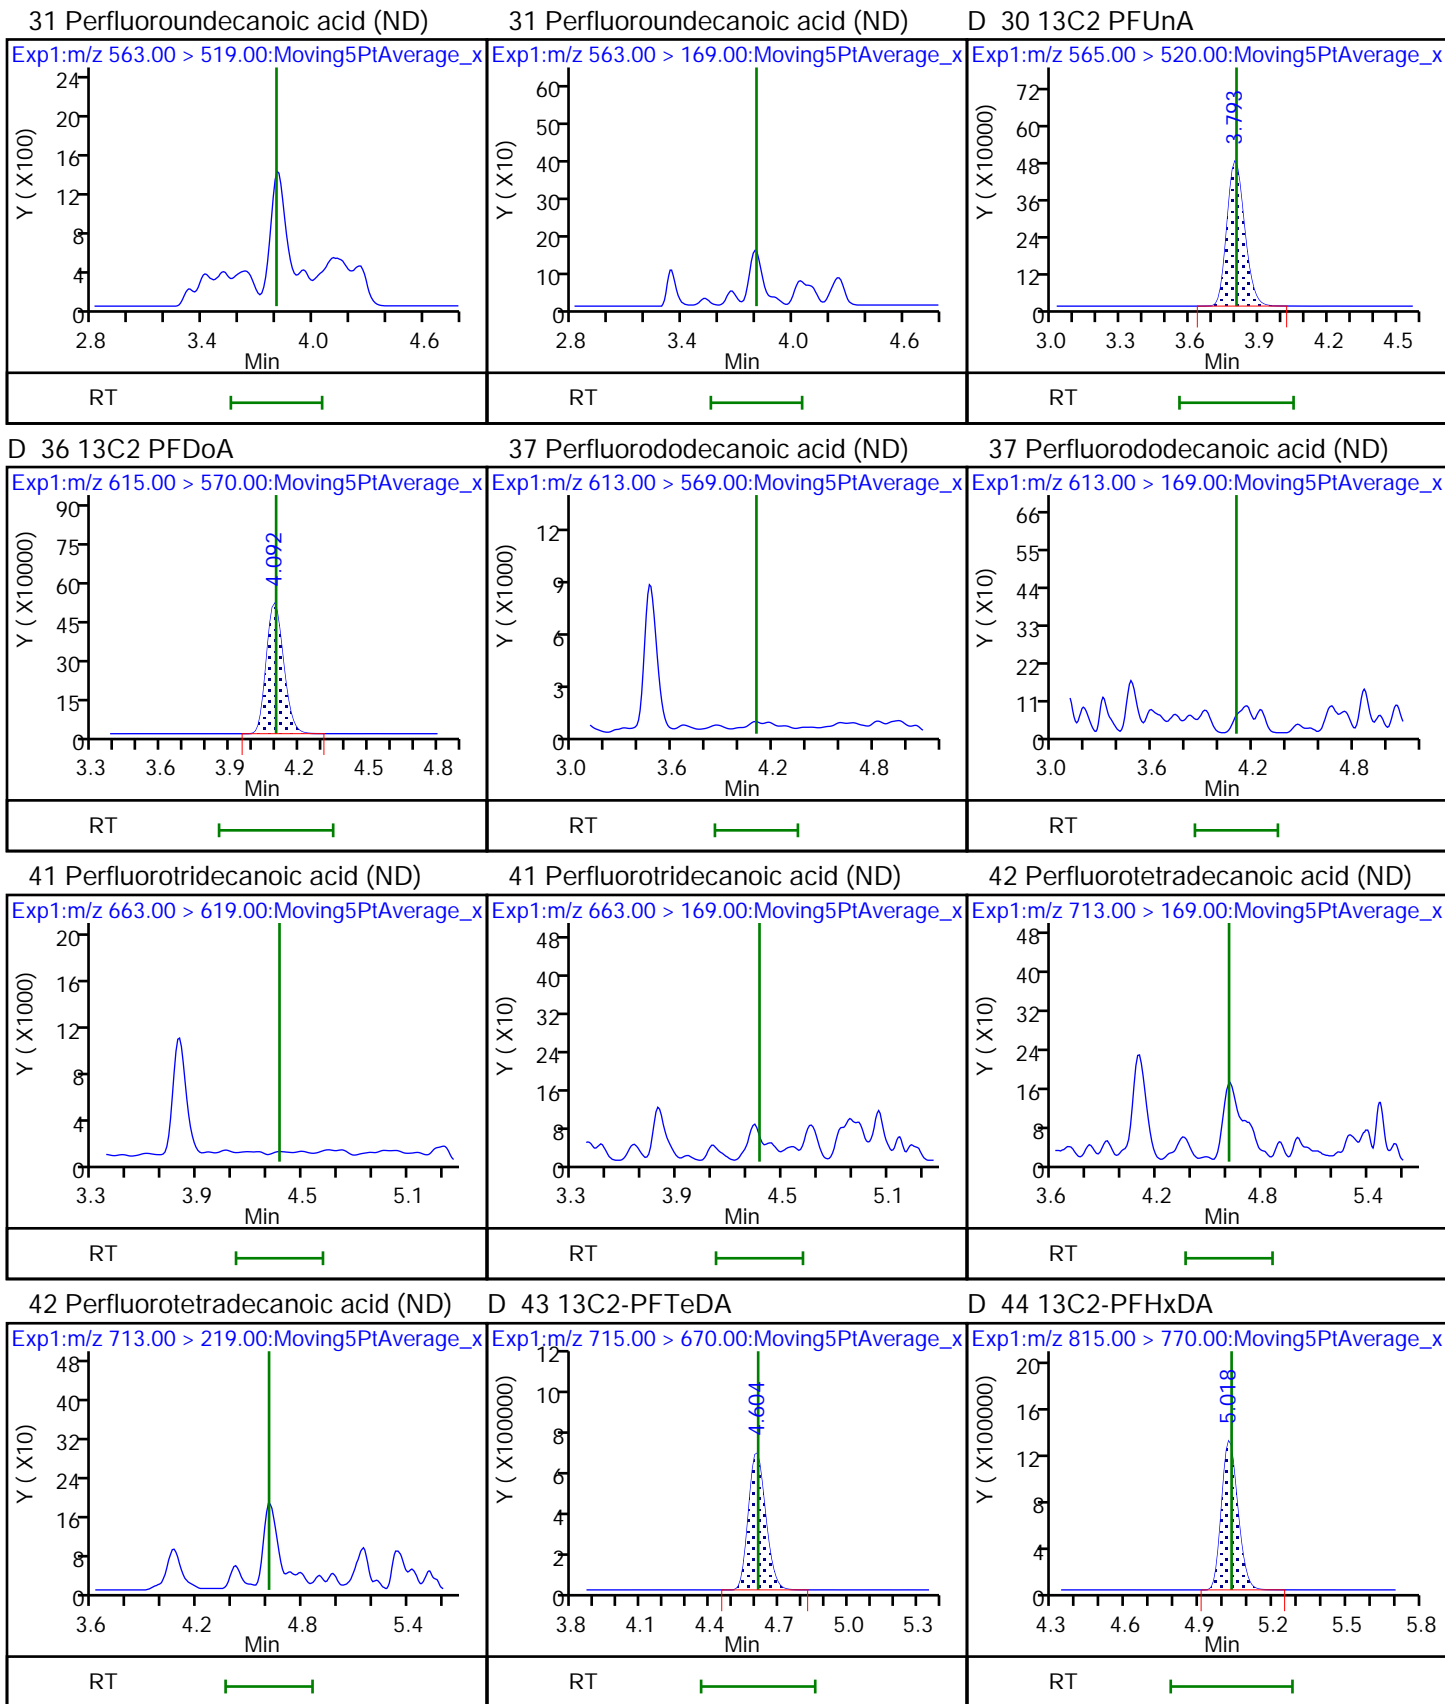 31 Perfluoroundecanoic acid (ND)
Exp1:m/z 563.00 > 519.00:Moving5PtAverage_x
Y ( X100)
24
20
16
12
8
4
0
2.8 3.4 4.0 4.6
Min
RT
31 Perfluoroundecanoic acid (ND)
Exp1:m/z 563.00 > 169.00:Moving5PtAverage_x
Y ( X10)
60
50
40
30
20
10
0
2.8 3.4 4.0 4.6
Min
RT
D 30 13C2 PFUnA
Exp1:m/z 565.00 > 520.00:Moving5PtAverage_x
Y ( X10000)
72
60
48
36
24
12
0
3.793
3.0 3.3 3.6 3.9 4.2 4.5
Min
RT
D 36 13C2 PFDoA
Exp1:m/z 615.00 > 570.00:Moving5PtAverage_x
Y ( X10000)
90
75
60
45
30
15
0
4.092
3.3 3.6 3.9 4.2 4.5 4.8
Min
RT
37 Perfluorododecanoic acid (ND)
Exp1:m/z 613.00 > 569.00:Moving5PtAverage_x
Y ( X1000)
12
9
6
3
0
3.0 3.6 4.2 4.8
Min
RT
37 Perfluorododecanoic acid (ND)
Exp1:m/z 613.00 > 169.00:Moving5PtAverage_x
Y ( X10)
66
55
44
33
22
11
0
3.0 3.6 4.2 4.8
Min
RT
41 Perfluorotridecanoic acid (ND)
Exp1:m/z 663.00 > 619.00:Moving5PtAverage_x
Y ( X1000)
20
16
12
8
4
0
3.3 3.9 4.5 5.1
Min
RT
41 Perfluorotridecanoic acid (ND)
Exp1:m/z 663.00 > 169.00:Moving5PtAverage_x
Y ( X10)
48
40
32
24
16
8
0
3.3 3.9 4.5 5.1
Min
RT
42 Perfluorotetradecanoic acid (ND)
Exp1:m/z 713.00 > 169.00:Moving5PtAverage_x
Y ( X10)
48
40
32
24
16
8
0
3.6 4.2 4.8 5.4
Min
RT
42 Perfluorotetradecanoic acid (ND)
Exp1:m/z 713.00 > 219.00:Moving5PtAverage_x
Y ( X10)
48
40
32
24
16
8
0
3.6 4.2 4.8 5.4
Min
RT
D 43 13C2-PFTeDA
Exp1:m/z 715.00 > 670.00:Moving5PtAverage_x
Y ( X100000)
12
10
8
6
4
2
0
4.604
3.8 4.1 4.4 4.7 5.0 5.3
Min
RT
D 44 13C2-PFHxDA
Exp1:m/z 815.00 > 770.00:Moving5PtAverage_x
Y ( X100000)
20
16
12
8
4
0
5.018
4.3 4.6 4.9 5.2 5.5 5.8
Min
RT